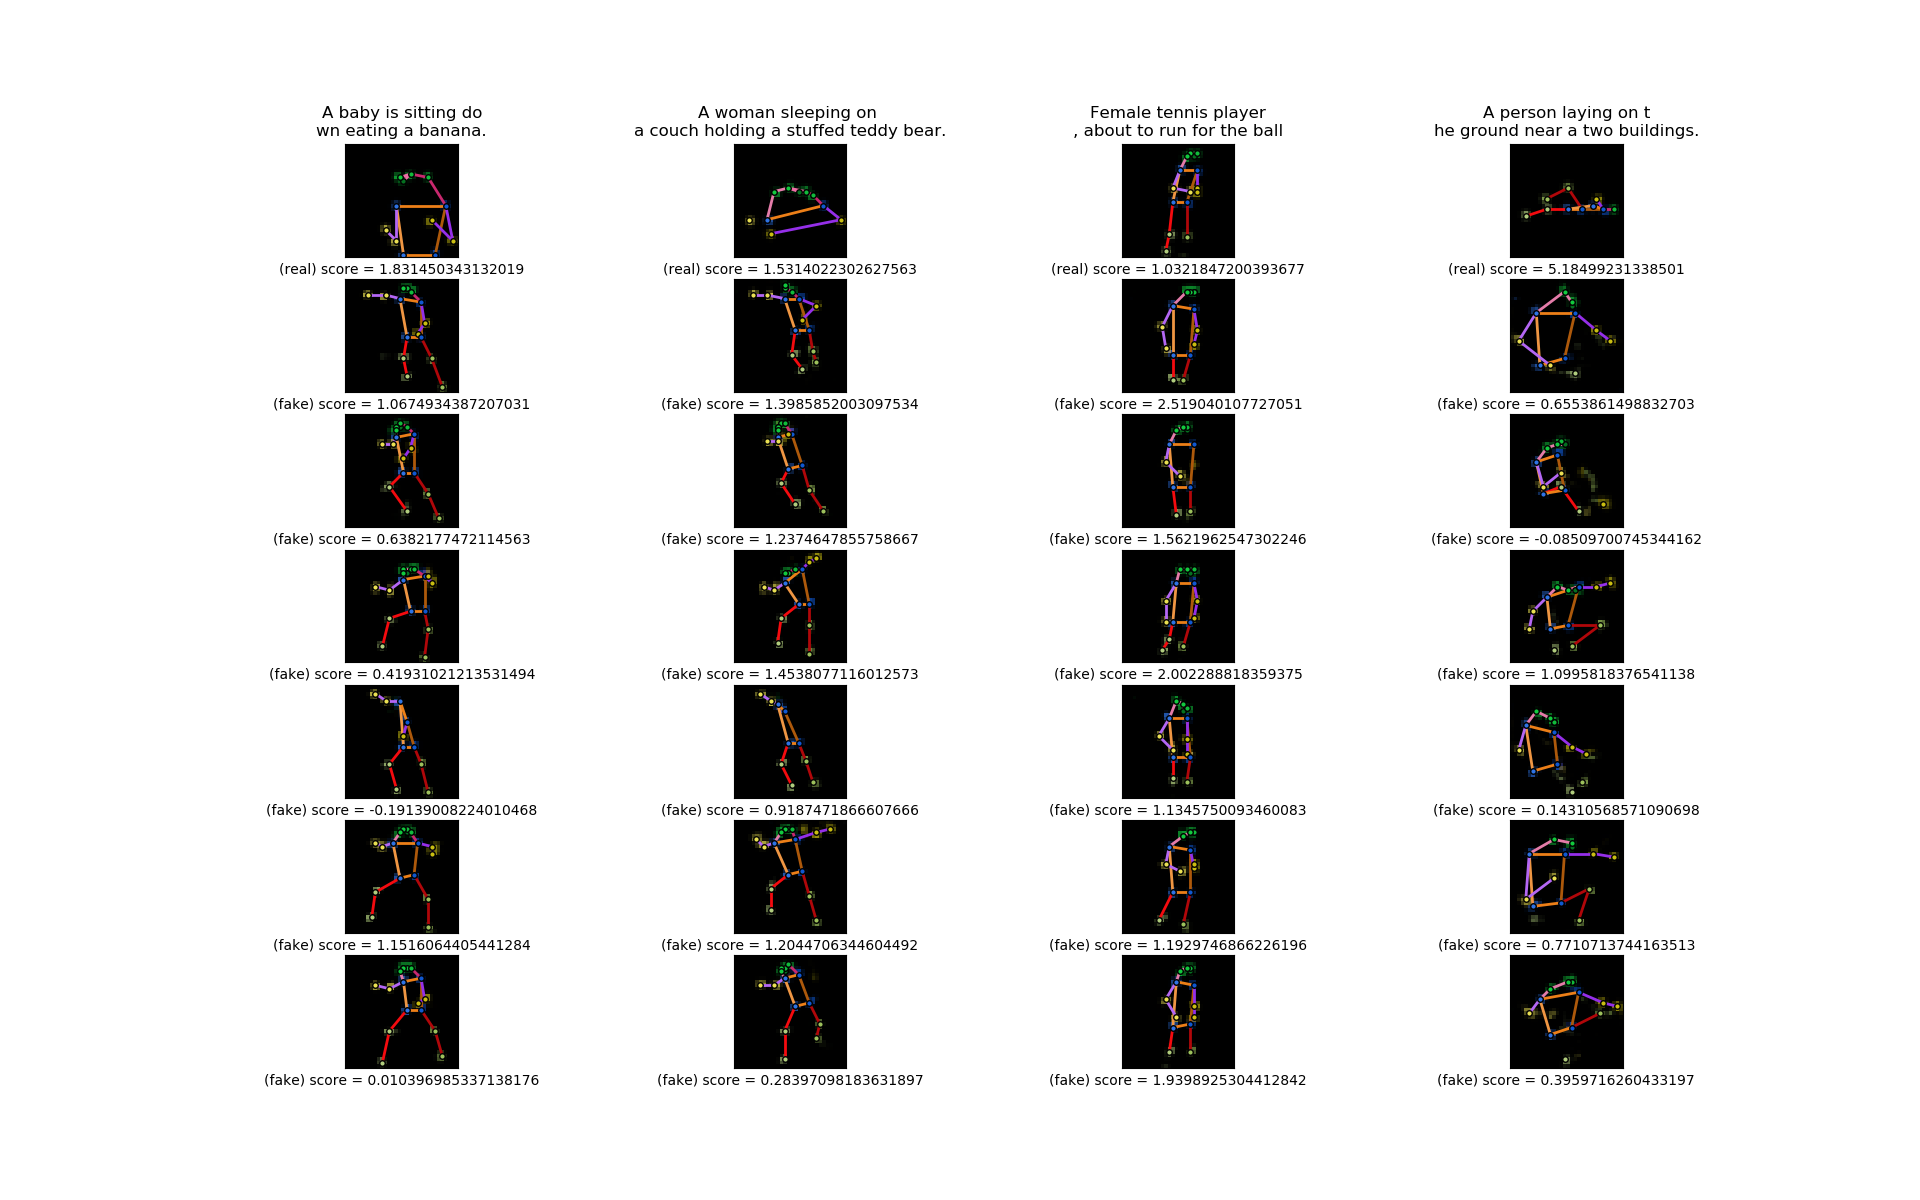 A baby is sitting do
wn eating a banana.
A woman sleeping on
a couch holding a stuffed teddy bear.
Female tennis player
, about to run for the ball
A person laying on t
he ground near a two buildings.
(real) score = 1.831450343132019
(real) score = 1.5314022302627563
(real) score = 1.0321847200393677
(real) score = 5.18499231338501
(fake) score = 1.0674934387207031
(fake) score = 1.3985852003097534
(fake) score = 2.519040107727051
(fake) score = 0.6553861498832703
(fake) score = 0.6382177472114563
(fake) score = 1.2374647855758667
(fake) score = 1.5621962547302246
(fake) score = -0.08509700745344162
(fake) score = 0.41931021213531494
(fake) score = 1.4538077116012573
(fake) score = 2.002288818359375
(fake) score = 1.0995818376541138
(fake) score = -0.19139008224010468
(fake) score = 0.9187471866607666
(fake) score = 1.1345750093460083
(fake) score = 0.14310568571090698
(fake) score = 1.1516064405441284
(fake) score = 1.2044706344604492
(fake) score = 1.1929746866226196
(fake) score = 0.7710713744163513
(fake) score = 0.010396985337138176
(fake) score = 0.28397098183631897
(fake) score = 1.9398925304412842
(fake) score = 0.3959716260433197